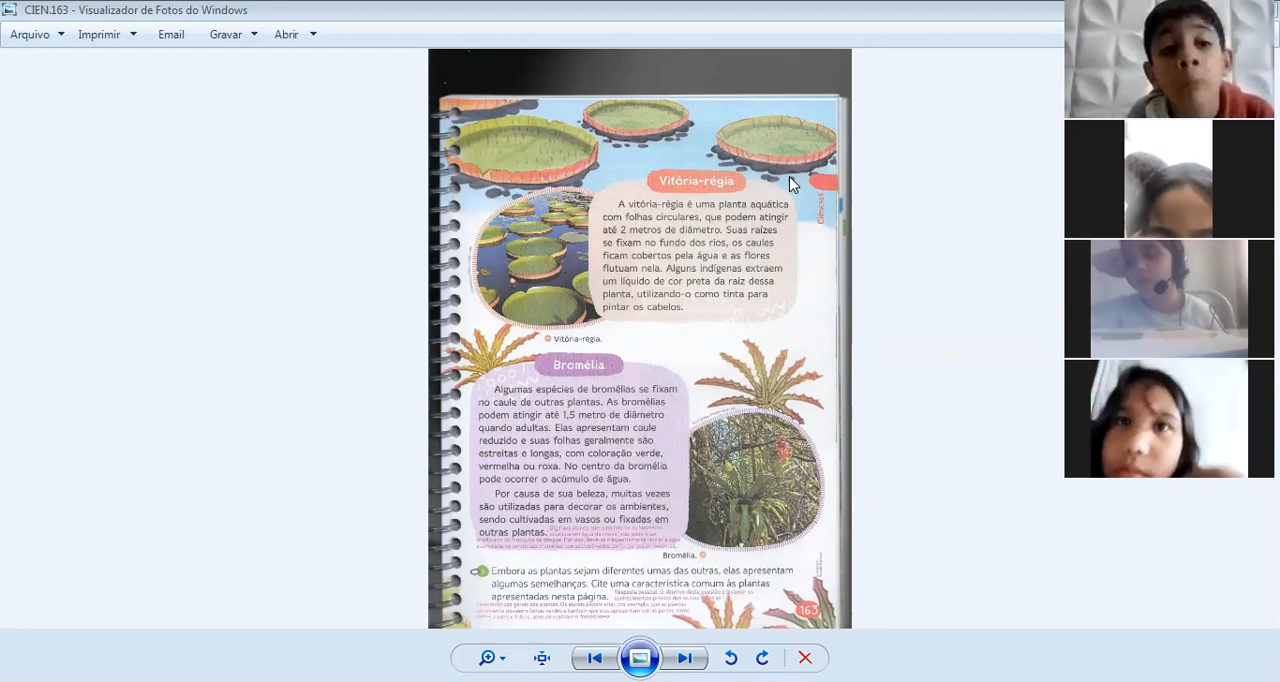 CIEN.163 - Visualizador de Fotos do Windows
Arquivo Imprimir Email Gravar Abrir
Vitória-régia
Ciências
A vitória-régia é uma planta aquática
com folhas circulares, que podem atingir
até 2 metros de diâmetro. Suas raízes
se fixam no fundo dos rios, os caules
ficam cobertos pela água e as flores
flutuam nela. Alguns indígenas extraem
um líquido de cor preta da raiz dessa
planta, utilizando-o como tinta para
pintar os cabelos.
Vitória-régia.
Bromélia
Algumas espécies de bromélias se fixam
no caule de outras plantas. As bromélias
podem atingir até 1,5 metro de diâmetro
quando adultas. Elas apresentam caule
reduzido e suas folhas geralmente são
estreitas e longas, com coloração verde,
vermelha ou roxa. No centro da bromélia
pode ocorrer o acúmulo de água.
Por causa de sua beleza, muitas vezes
são utilizadas para decorar os ambientes,
sendo cultivadas em vasos ou fixadas em
outras plantas.
Bromélia.
Embora as plantas sejam diferentes umas das outras, elas apresentam
algumas semelhanças. Cite uma característica comum às plantas
apresentadas nesta página.
163